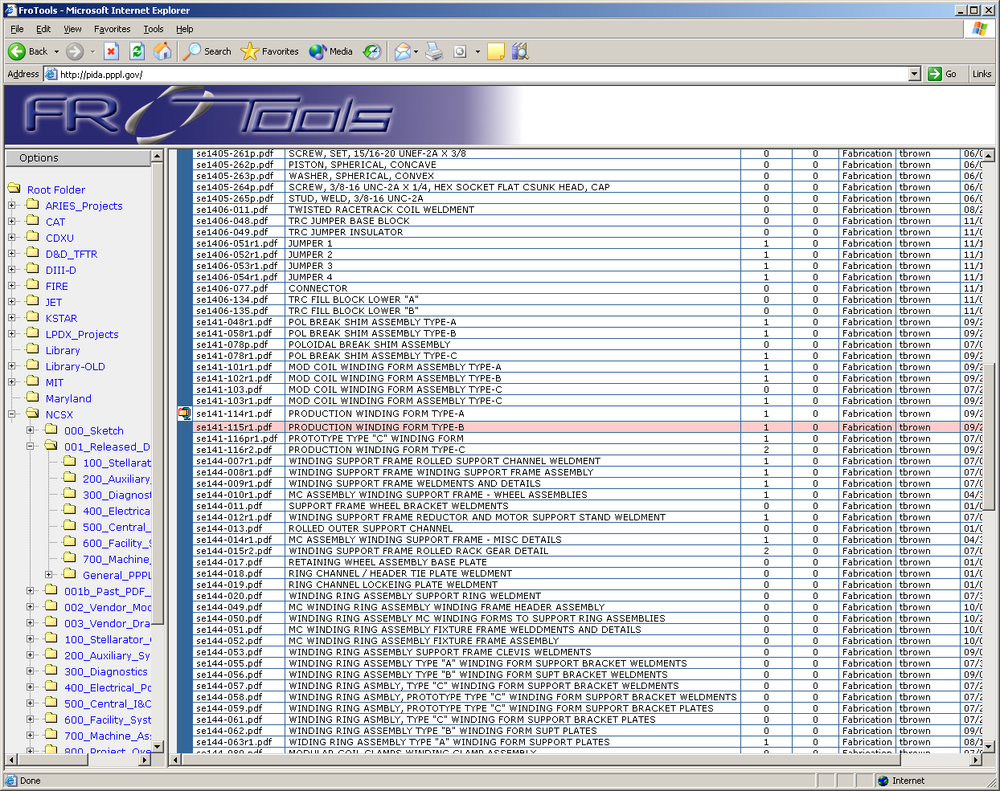 FroTools - Microsoft Internet Explorer
File Edit View Favorites Tools Help
Back Search Favorites Media
Address http://pida.pppl.gov/ Go Links
FROTools
Options
Root Folder
ARIES_Projects
CAT
CDXU
D&D_TFTR
DIII-D
FIRE
JET
KSTAR
LPDX_Projects
Library
Library-OLD
MIT
Maryland
NCSX
000_Sketch
001_Released_D
100_Stellarat
200_Auxiliary
300_Diagnost
400_Electrica
500_Central_
600_Facility_S
700_Machine_
General_PPPL
001b_Past_PDF_
002_Vendor_Moc
003_Vendor_Dra
100_Stellarator_
200_Auxiliary_Sy
300_Diagnostics
400_Electrical_Po
500_Central_I&C
600_Facility_Syst
700_Machine_Ass
800_Project_Ove
se1405-261p.pdf SCREW, SET, 15/16-20 UNEF-2A X 3/8 0 0 Fabrication tbrown 06/0
se1405-262p.pdf PISTON, SPHERICAL, CONCAVE 0 0 Fabrication tbrown 06/0
se1405-263p.pdf WASHER, SPHERICAL, CONVEX 0 0 Fabrication tbrown 06/0
se1405-264p.pdf SCREW, 3/8-16 UNC-2A X 1/4, HEX SOCKET FLAT CSUNK HEAD, CAP 0 0 Fabrication tbrown 06/0
se1405-265p.pdf STUD, WELD, 3/8-16 UNC-2A 0 0 Fabrication tbrown 06/0
se1406-011.pdf TWISTED RACETRACK COIL WELDMENT 0 0 Fabrication tbrown 08/2
se1406-048.pdf TRC JUMPER BASE BLOCK 0 0 Fabrication tbrown 11/0
se1406-049.pdf TRC JUMPER INSULATOR 0 0 Fabrication tbrown 11/0
se1406-051r1.pdf JUMPER 1 1 0 Fabrication tbrown 11/1
se1406-052r1.pdf JUMPER 2 1 0 Fabrication tbrown 11/1
se1406-053r1.pdf JUMPER 3 1 0 Fabrication tbrown 11/1
se1406-054r1.pdf JUMPER 4 1 0 Fabrication tbrown 11/1
se1406-077.pdf CONNECTOR 0 0 Fabrication tbrown 11/1
se1406-134.pdf TRC FILL BLOCK LOWER "A" 0 0 Fabrication tbrown 11/0
se1406-135.pdf TRC FILL BLOCK LOWER "B" 0 0 Fabrication tbrown 11/0
se141-048r1.pdf POL BREAK SHIM ASSEMBLY TYPE-A 1 0 Fabrication tbrown 09/2
se141-058r1.pdf POL BREAK SHIM ASSEMBLY TYPE-B 1 0 Fabrication tbrown 09/2
se141-078p.pdf POLOIDAL BREAK SHIM ASSEMBLY 0 0 Fabrication tbrown 07/0
se141-078r1.pdf POL BREAK SHIM ASSEMBLY TYPE-C 1 0 Fabrication tbrown 09/2
se141-101r1.pdf MOD COIL WINDING FORM ASSEMBLY TYPE-A 1 0 Fabrication tbrown 09/2
se141-102r1.pdf MOD COIL WINDING FORM ASSEMBLY TYPE-B 1 0 Fabrication tbrown 09/2
se141-103.pdf MOD COIL WINDING FORM ASSEMBLY TYPE-C 0 0 Fabrication tbrown 07/2
se141-103r1.pdf MOD COIL WINDING FORM ASSEMBLY TYPE-C 1 0 Fabrication tbrown 09/2
se141-114r1.pdf PRODUCTION WINDING FORM TYPE-A 1 0 Fabrication tbrown 09/2
se141-115r1.pdf PRODUCTION WINDING FORM TYPE-B 1 0 Fabrication tbrown 09/2
se141-116pr1.pdf PROTOTYPE TYPE "C" WINDING FORM 1 0 Fabrication tbrown 07/0
se141-116r2.pdf PRODUCTION WINDING FORM TYPE-C 2 0 Fabrication tbrown 09/2
se144-007r1.pdf WINDING SUPPORT FRAME ROLLED SUPPORT CHANNEL WELDMENT 1 0 Fabrication tbrown 07/0
se144-008r1.pdf WINDING SUPPORT FRAME WINDING SUPPORT FRAME ASSEMBLY 1 0 Fabrication tbrown 07/0
se144-009r1.pdf WINDING SUPPORT FRAME WELDMENTS AND DETAILS 1 0 Fabrication tbrown 07/0
se144-010r1.pdf MC ASSEMBLY WINDING SUPPORT FRAME - WHEEL ASSEMBLIES 1 0 Fabrication tbrown 04/3
se144-011.pdf SUPPORT FRAME WHEEL BRACKET WELDMENTS 0 0 Fabrication tbrown 01/0
se144-012r1.pdf WINDING SUPPORT FRAME REDUCTOR AND MOTOR SUPPORT STAND WELDMENT 1 0 Fabrication tbrown 07/0
se144-013.pdf ROLLED OUTER SUPPORT CHANNEL 0 0 Fabrication tbrown 01/0
se144-014r1.pdf MC ASSEMBLY WINDING SUPPORT FRAME - MISC DETAILS 1 0 Fabrication tbrown 04/3
se144-015r2.pdf WINDING SUPPORT FRAME ROLLED RACK GEAR DETAIL 2 0 Fabrication tbrown 07/0
se144-017.pdf RETAINING WHEEL ASSEMBLY BASE PLATE 0 0 Fabrication tbrown 01/0
se144-018.pdf RING CHANNEL / HEADER TIE PLATE WELDMENT 0 0 Fabrication tbrown 01/0
se144-019.pdf RING CHANNEL LOCKEING PLATE WELDMENT 0 0 Fabrication tbrown 01/0
se144-020.pdf WINDING RING ASSEMBLY SUPPORT RING WELDMENT 0 0 Fabrication tbrown 07/3
se144-049.pdf MC WINDING RING ASSEMBLY WINDING FRAME HEADER ASSEMBLY 0 0 Fabrication tbrown 10/0
se144-050.pdf WINDING RING ASSEMBLY MC WINDING FORMS TO SUPPORT RING ASSEMBLIES 0 0 Fabrication tbrown 10/2
se144-051.pdf MC WINDING RING ASSEMBLY FIXTURE FRAME WELDDMENTS AND DETAILS 0 0 Fabrication tbrown 10/0
se144-052.pdf MC WINDING RING ASSEMBLY FIXTURE FRAME ASSEMBLY 0 0 Fabrication tbrown 10/0
se144-053.pdf WINDING RING ASSEMBLY SUPPORT FRAME CLEVIS WELDMENTS 0 0 Fabrication tbrown 07/2
se144-055.pdf WINDING RING ASSEMBLY TYPE "A" WINDING FORM SUPPORT BRACKET WELDMENTS 0 0 Fabrication tbrown 07/3
se144-056.pdf WINDING RING ASSEMBLY TYPE "B" WINDING FORM SUPT BRACKET WELDMENTS 0 0 Fabrication tbrown 09/0
se144-057.pdf WINDING RING ASMBLY, TYPE "C" WINDING FORM SUPPORT BRACKET WELDMENTS 0 0 Fabrication tbrown 07/2
se144-058.pdf WINDING RING ASMBLY, PROTOTYPE TYPE "C" WINDING FORM SUPPORT BRACKET WELDMENTS 0 0 Fabrication tbrown 07/2
se144-059.pdf WINDING RING ASMBLY, PROTOTYPE TYPE "C" WINDING FORM SUPPORT BRACKET PLATES 0 0 Fabrication tbrown 07/2
se144-061.pdf WINDING RING ASMBLY, TYPE "C" WINDING FORM SUPPORT BRACKET PLATES 0 0 Fabrication tbrown 07/2
se144-062.pdf WINDING RING ASSEMBLY TYPE "B" WINDING FORM SUPT PLATES 0 0 Fabrication tbrown 09/0
se144-063r1.pdf WIDING RING ASSEMBLY TYPE "A" WINDING FORM SUPPORT PLATES 1 0 Fabrication tbrown 08/1
se144-080.pdf MODULAR COIL CLAMPS WINDING CLAMP ASSEMBLY 0 0 Fabrication tbrown
Done Internet